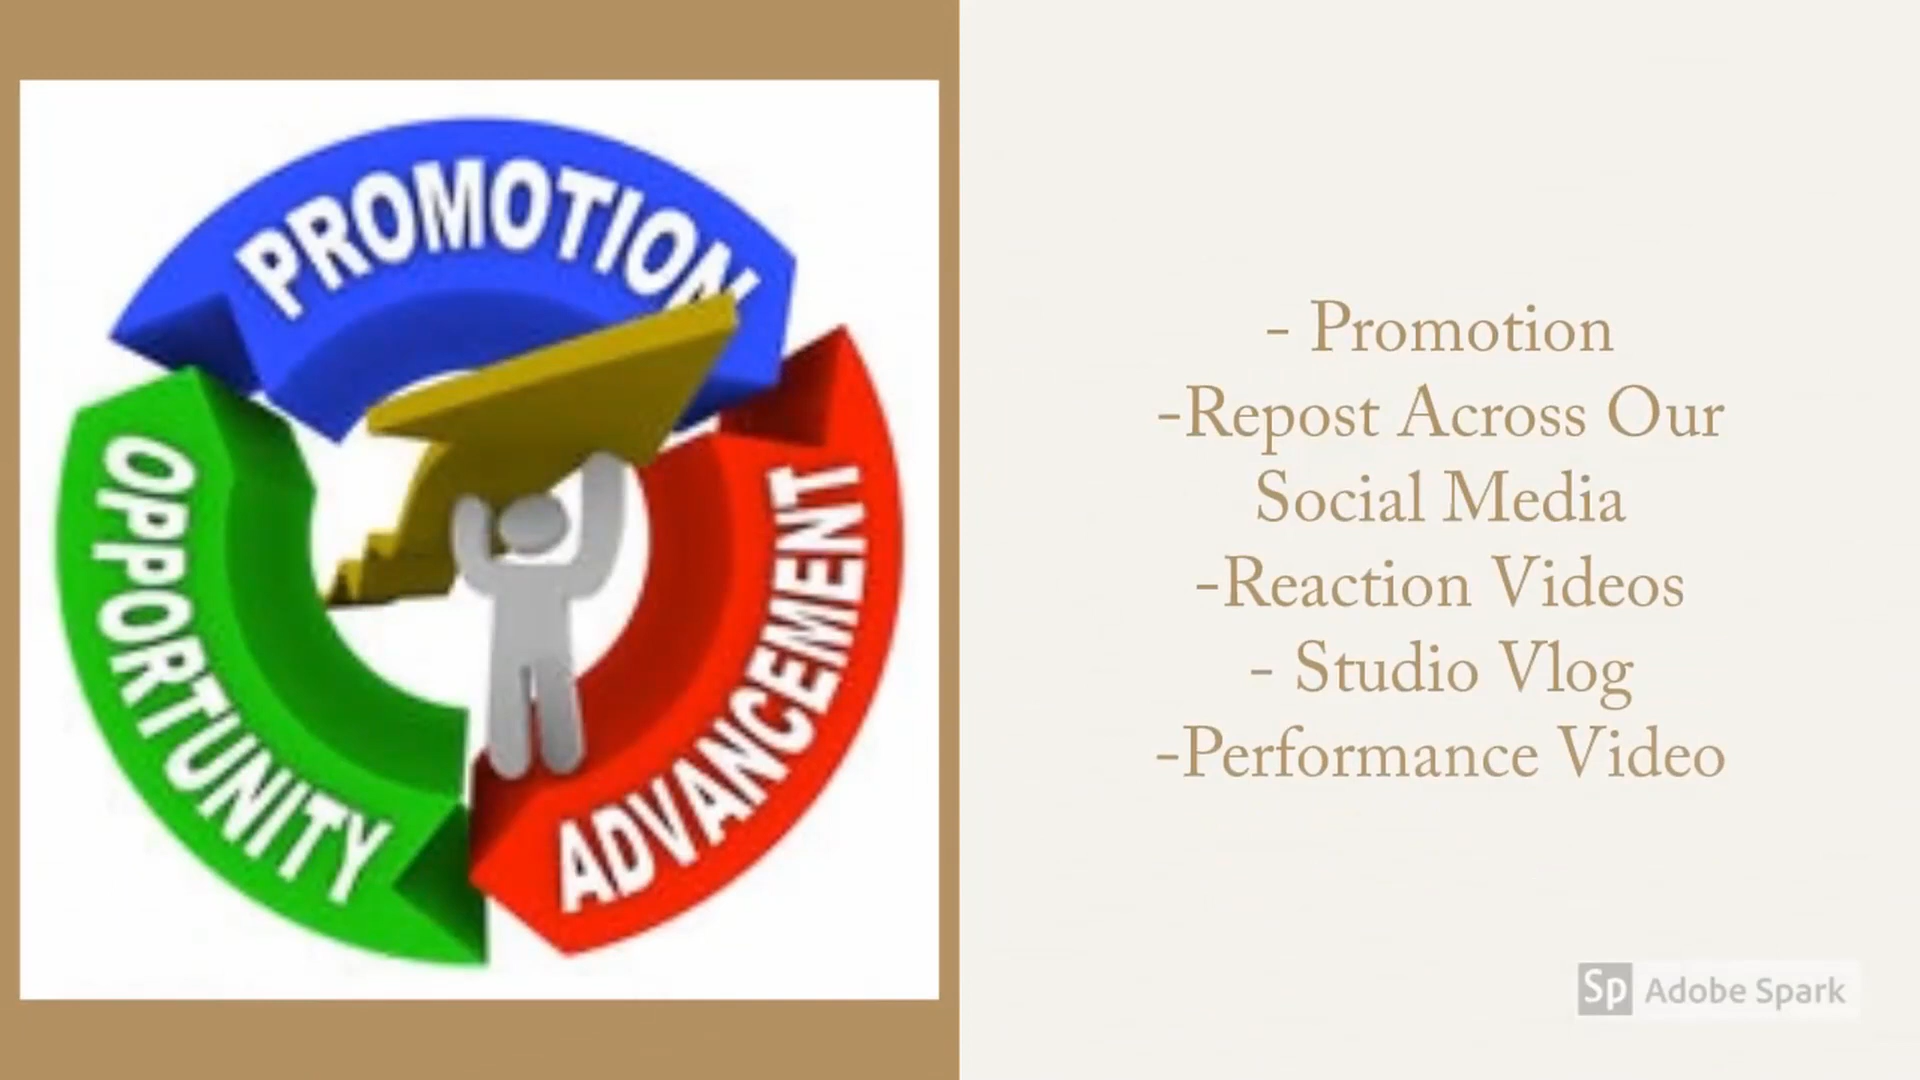 PROMOTION
OPPORTUNITY
ADVANCEMENT
- Promotion
-Repost Across Our
Social Media
-Reaction Videos
- Studio Vlog
-Performance Video
Sp Adobe Spark